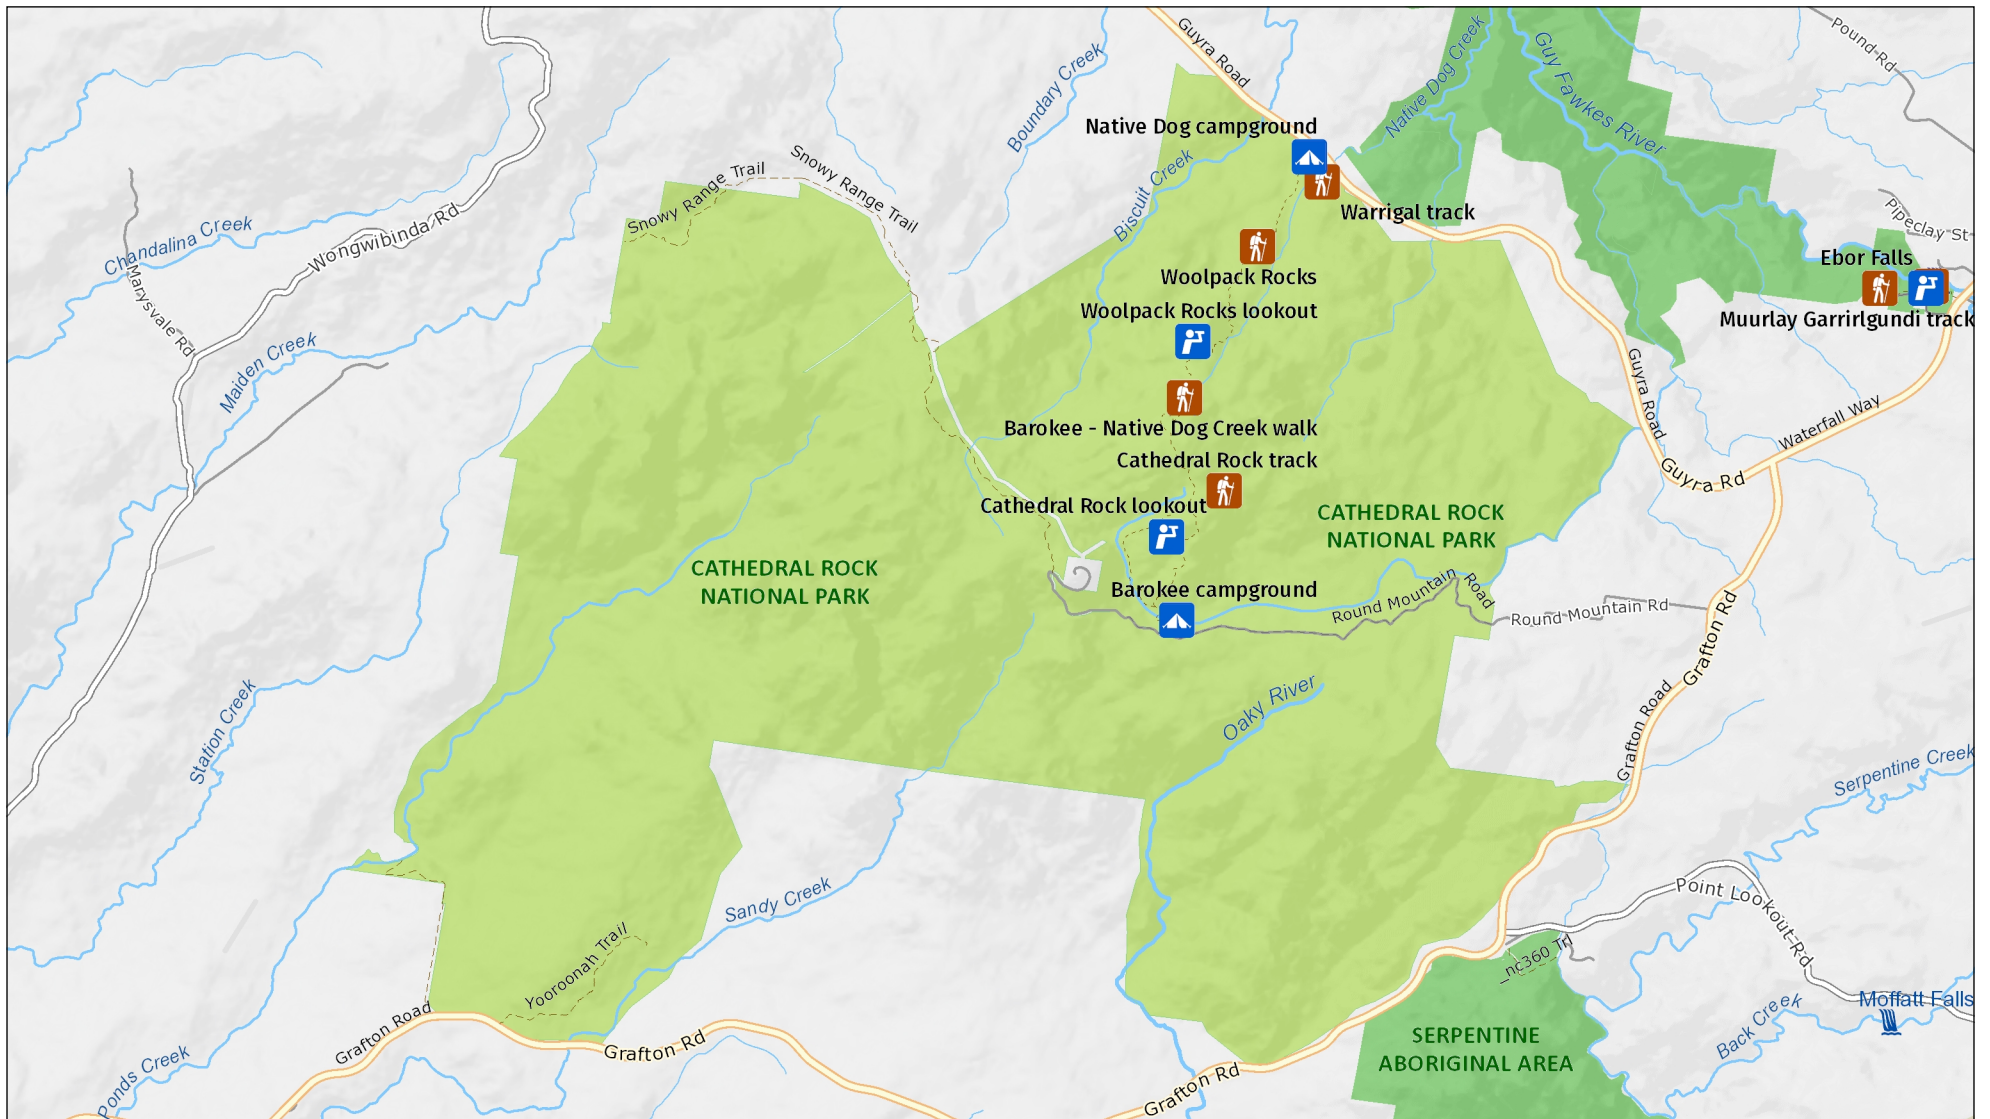 Guyra Road
Pound Rd
Native Dog Creek
Guy Fawkes River
Boundary Creek
Native Dog campground
Snowy Range Trail
Snowy Range Trail
Biscuit Creek
Warrigal track
Wongwibinda Rd
Chandalina Creek
Pipeclay St
Ebor Falls
Woolpack Rocks
Marysvale Rd
Woolpack Rocks lookout
Muurlay Garrirlgundi track
Maiden Creek
Guyra Road
Waterfall Way
Barokee - Native Dog Creek walk
Cathedral Rock track
Guyra Rd
Cathedral Rock lookout
CATHEDRAL ROCK
NATIONAL PARK
CATHEDRAL ROCK
NATIONAL PARK
Barokee campground
Round Mountain Road
Round Mountain Rd
Grafton Rd
Oaky River
Station Creek
Grafton Road
Serpentine Creek
Sandy Creek
Point Lookout Rd
Yooroonah Trail
_nc360 Trl
Moffatt Falls
Back Creek
Grafton Road
Grafton Rd
SERPENTINE
ABORIGINAL AREA
Ponds Creek
Grafton Rd